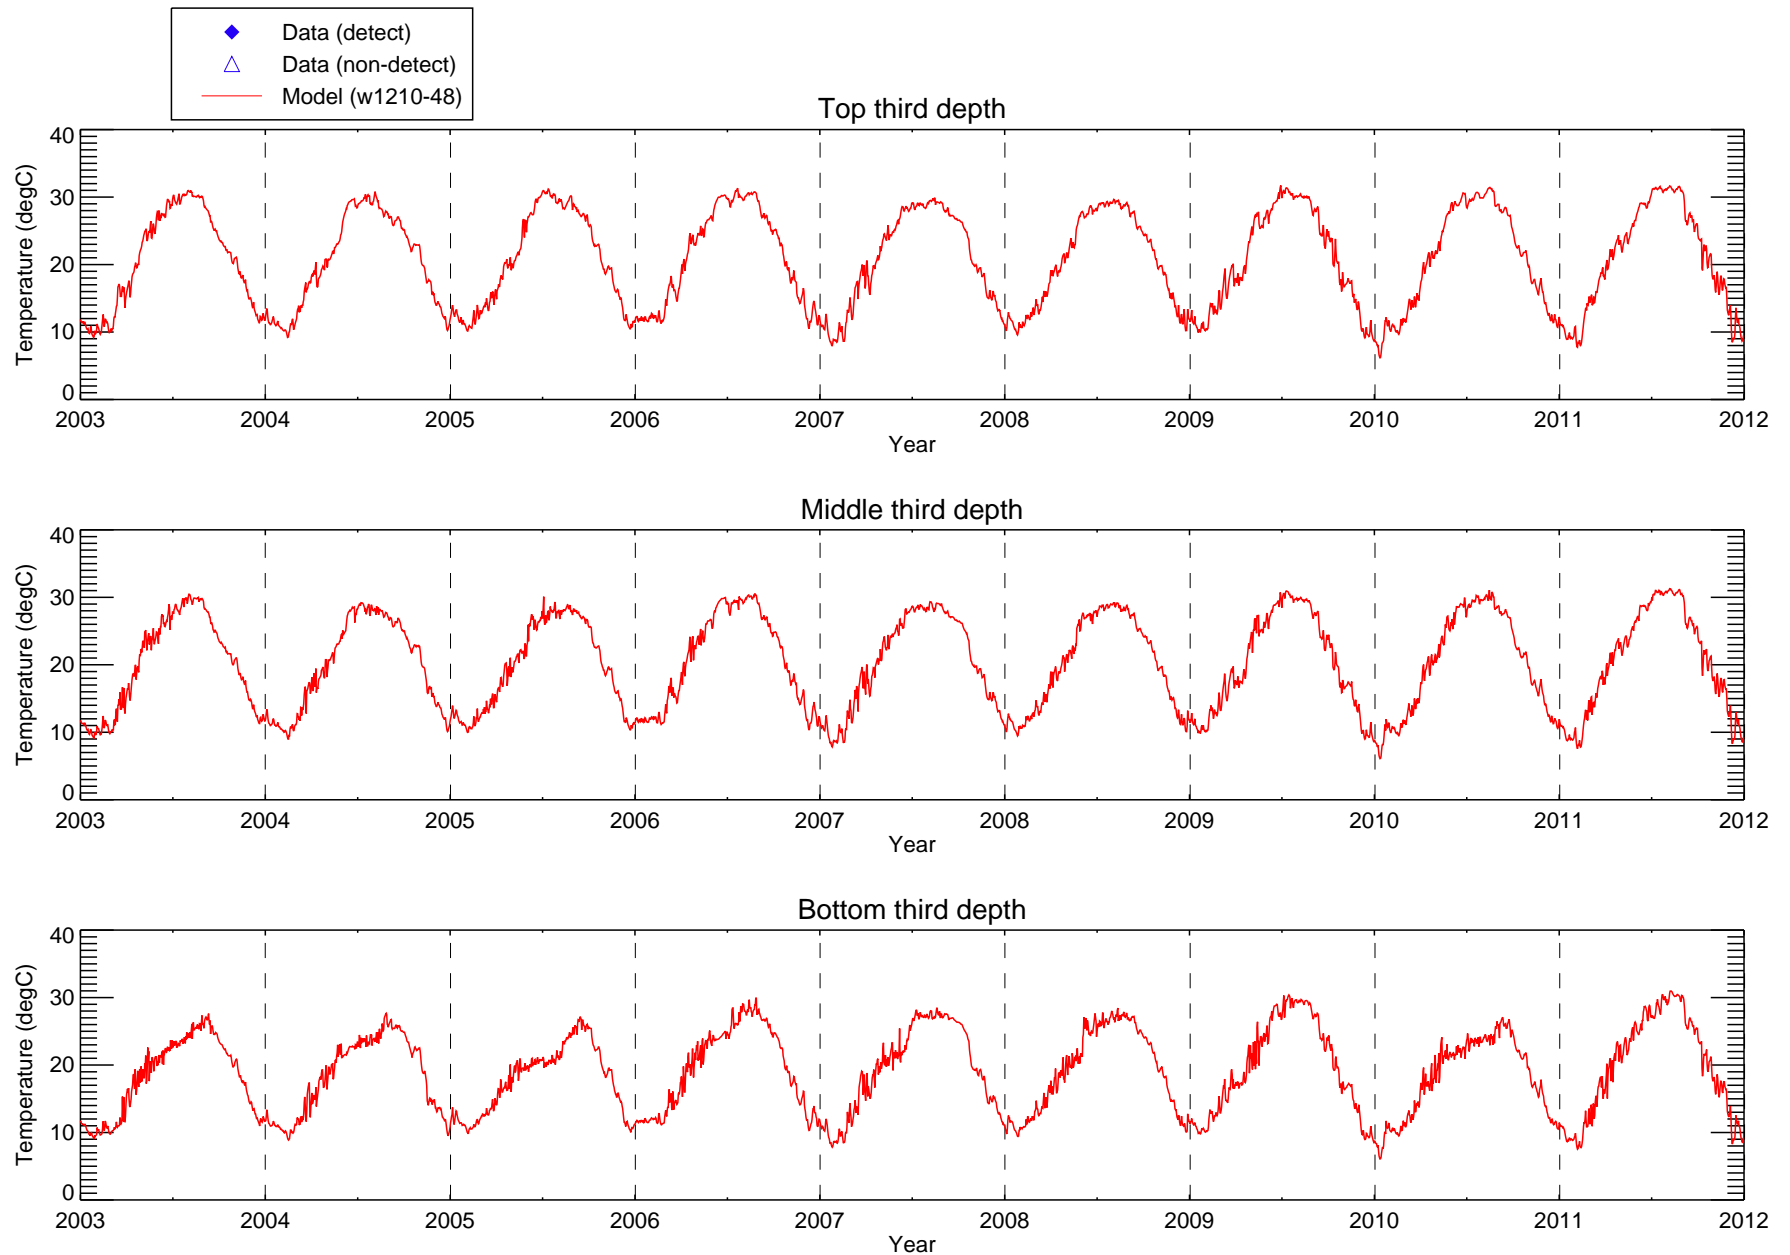 Data (detect)
Data (non-detect)
Model (w1210-48)
Top third depth
Temperature (degC)
40
30
20
10
0
2003 2004 2005 2006 2007 2008 2009 2010 2011 2012
Year
Middle third depth
Temperature (degC)
40
30
20
10
0
2003 2004 2005 2006 2007 2008 2009 2010 2011 2012
Year
Bottom third depth
Temperature (degC)
40
30
20
10
0
2003 2004 2005 2006 2007 2008 2009 2010 2011 2012
Year